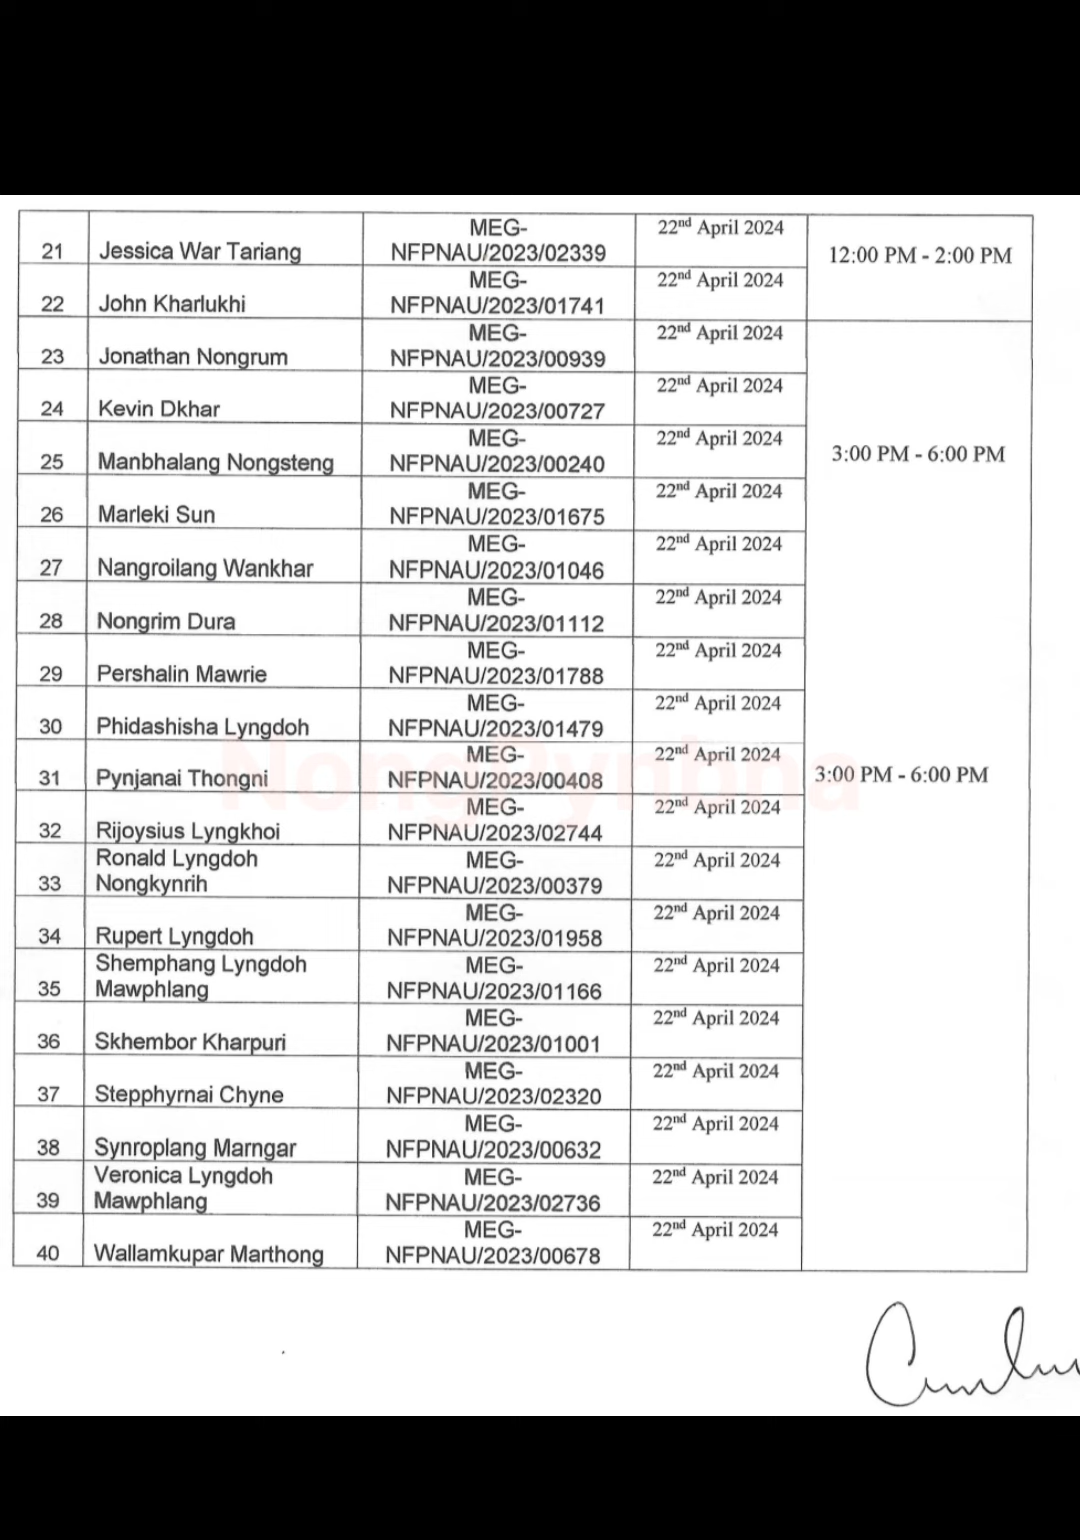 21 Jessica War Tariang MEG-NFPNAU/2023/02339 22nd April 2024 12:00 PM - 2:00 PM
22 John Kharlukhi MEG-NFPNAU/2023/01741 22nd April 2024
23 Jonathan Nongrum MEG-NFPNAU/2023/00939 22nd April 2024
24 Kevin Dkhar MEG-NFPNAU/2023/00727 22nd April 2024
25 Manbhalang Nongsteng MEG-NFPNAU/2023/00240 22nd April 2024 3:00 PM - 6:00 PM
26 Marleki Sun MEG-NFPNAU/2023/01675 22nd April 2024
27 Nangroilang Wankhar MEG-NFPNAU/2023/01046 22nd April 2024
28 Nongrim Dura MEG-NFPNAU/2023/01112 22nd April 2024
29 Pershalin Mawrie MEG-NFPNAU/2023/01788 22nd April 2024
30 Phidashisha Lyngdoh MEG-NFPNAU/2023/01479 22nd April 2024
31 Pynjanai Thongni MEG-NFPNAU/2023/00408 22nd April 2024 3:00 PM - 6:00 PM
32 Rijoysius Lyngkhoi MEG-NFPNAU/2023/02744 22nd April 2024
33 Ronald Lyngdoh Nongkynrih MEG-NFPNAU/2023/00379 22nd April 2024
34 Rupert Lyngdoh MEG-NFPNAU/2023/01958 22nd April 2024
35 Shemphang Lyngdoh Mawphlang MEG-NFPNAU/2023/01166 22nd April 2024
36 Skhembor Kharpuri MEG-NFPNAU/2023/01001 22nd April 2024
37 Stepphyrnai Chyne MEG-NFPNAU/2023/02320 22nd April 2024
38 Synroplang Marngar MEG-NFPNAU/2023/00632 22nd April 2024
39 Veronica Lyngdoh Mawphlang MEG-NFPNAU/2023/02736 22nd April 2024
40 Wallamkupar Marthong MEG-NFPNAU/2023/00678 22nd April 2024